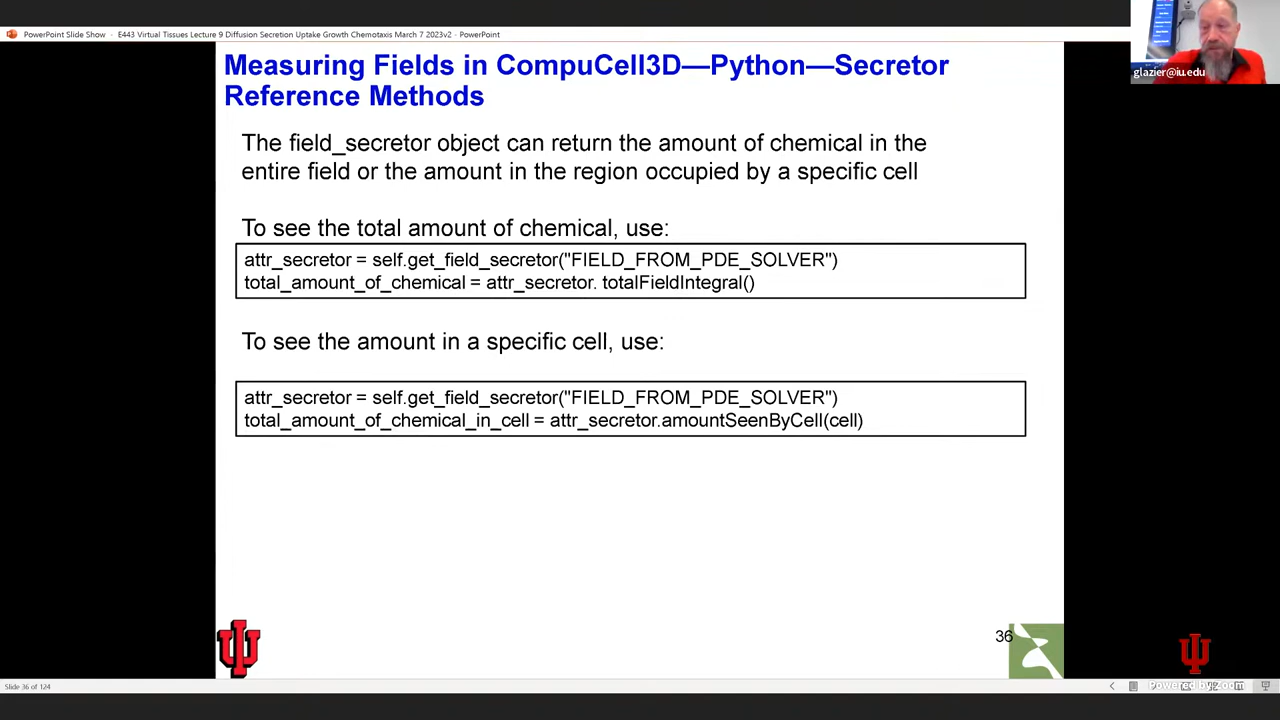 PowerPoint Slide Show - E443 Virtual Tissues Lecture 9 Diffusion Secretion Uptake Growth Chemotaxis March 7 2023v2 - PowerPoint
glazier@iu.edu
Measuring Fields in CompuCell3D—Python—Secretor
Reference Methods
The field_secretor object can return the amount of chemical in the
entire field or the amount in the region occupied by a specific cell
To see the total amount of chemical, use:
attr_secretor = self.get_field_secretor("FIELD_FROM_PDE_SOLVER")
total_amount_of_chemical = attr_secretor. totalFieldIntegral()
To see the amount in a specific cell, use:
attr_secretor = self.get_field_secretor("FIELD_FROM_PDE_SOLVER")
total_amount_of_chemical_in_cell = attr_secretor.amountSeenByCell(cell)
36
Slide 36 of 124
Powered by Zoom